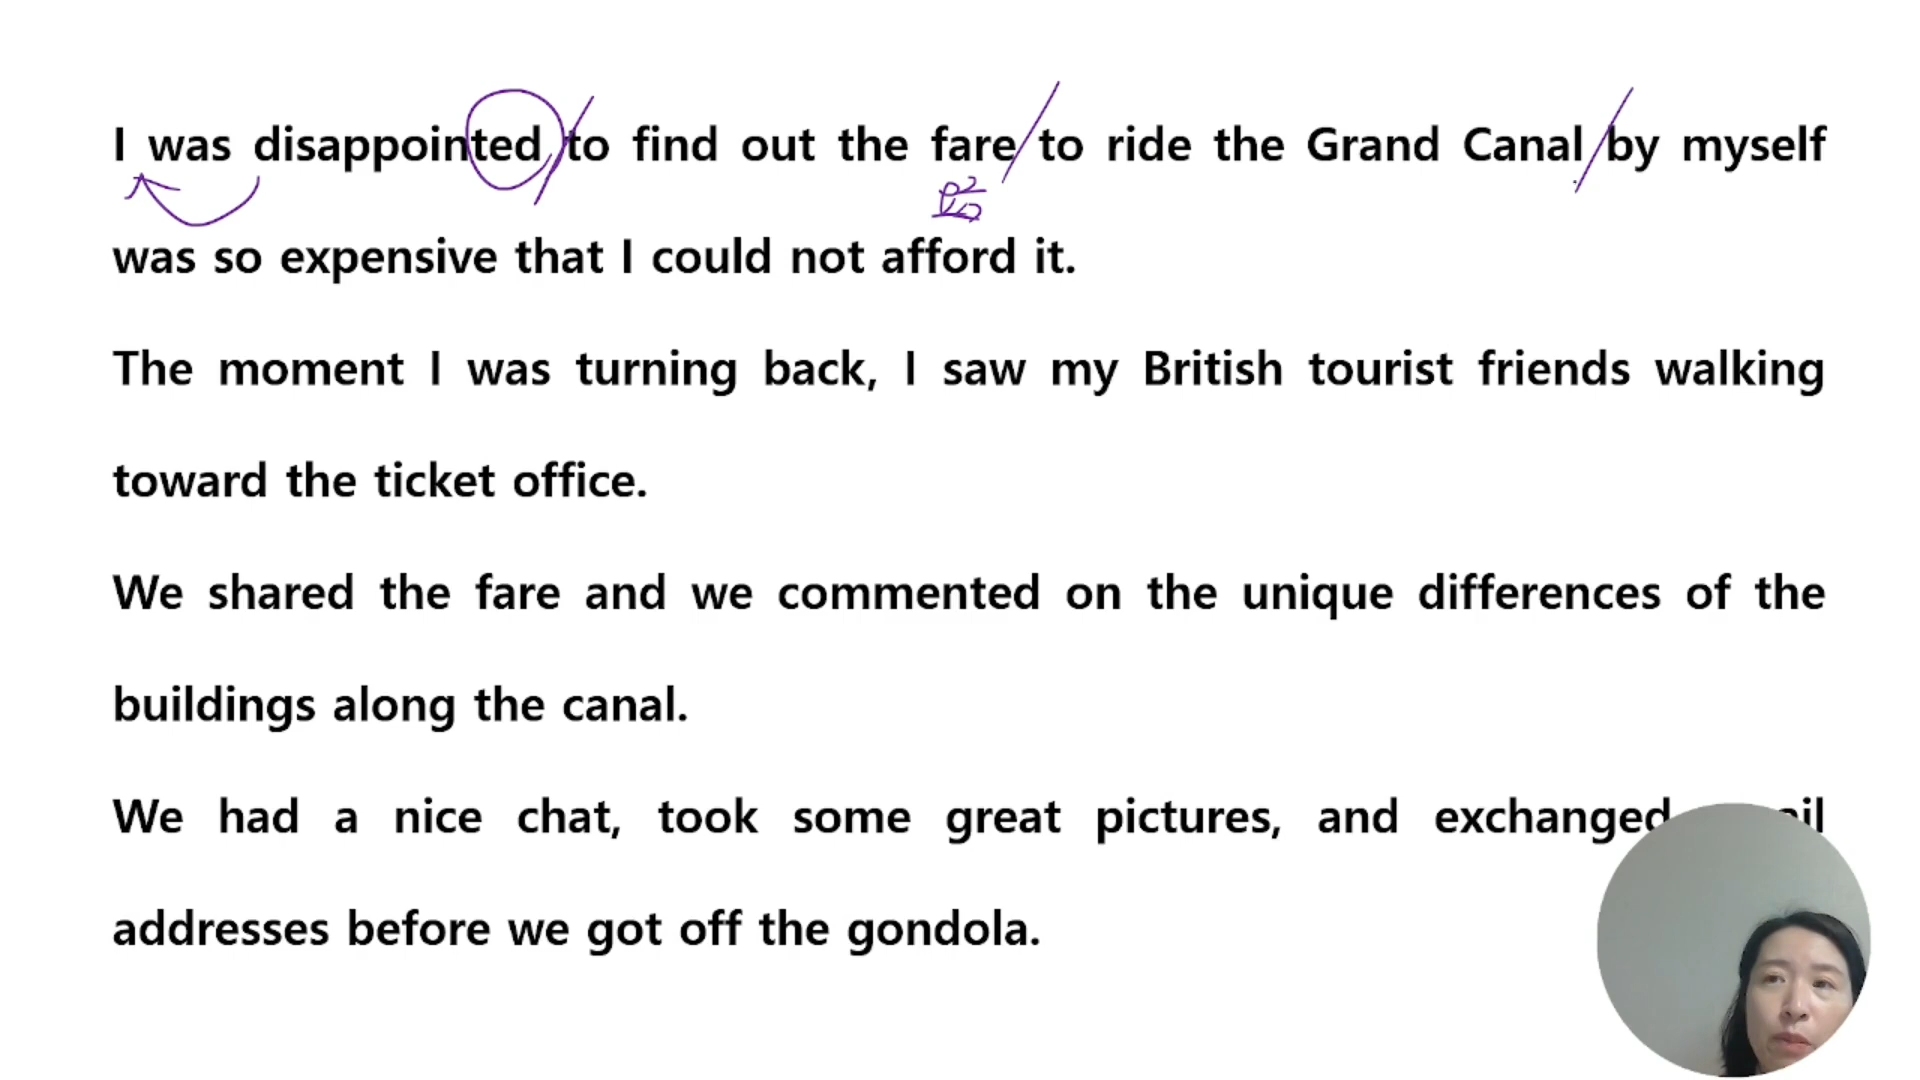 I was disappointed to find out the fare to ride the Grand Canal by myself
was so expensive that I could not afford it.
The moment I was turning back, I saw my British tourist friends walking
toward the ticket office.
We shared the fare and we commented on the unique differences of the
buildings along the canal.
We had a nice chat, took some great pictures, and exchanged
addresses before we got off the gondola.